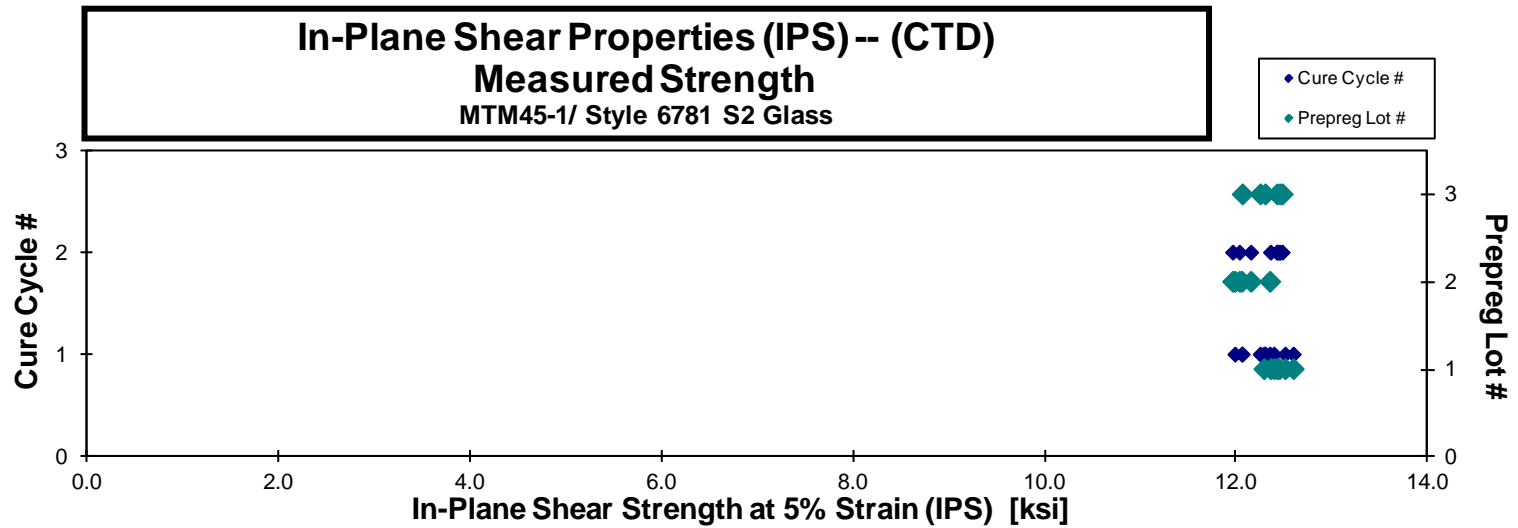 In-Plane Shear Properties (IPS) -- (CTD)
Measured Strength
MTM45-1/ Style 6781 S2 Glass
Cure Cycle #
Prepreg Lot #
3
2
1
0
Cure Cycle #
3
2
1
0
Prepreg Lot #
0.0 2.0 4.0 6.0 8.0 10.0 12.0 14.0
In-Plane Shear Strength at 5% Strain (IPS) [ksi]